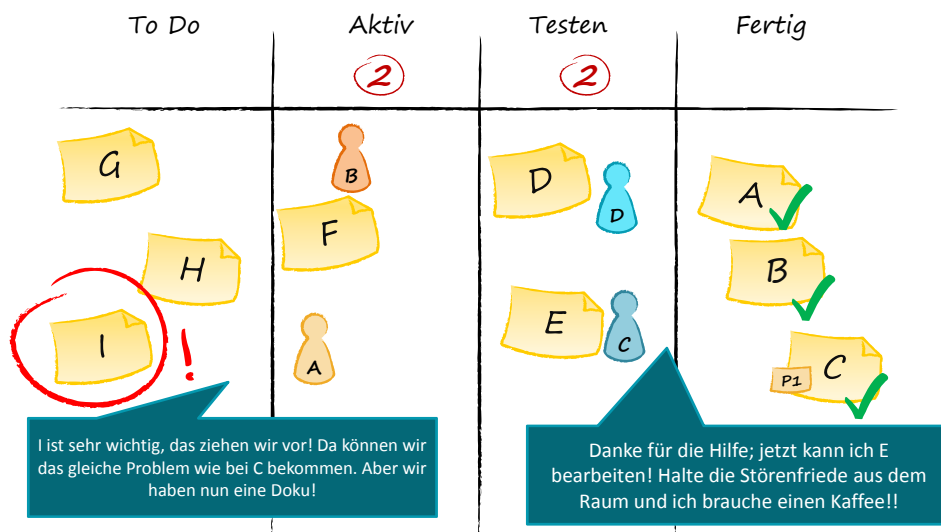 To Do
Aktiv
Testen
Fertig
2
2
G
B
D
D
A
F
H
B
I
!
A
E
C
P1
C
I ist sehr wichtig, das ziehen wir vor! Da können wir
das gleiche Problem wie bei C bekommen. Aber wir
haben nun eine Doku!
Danke für die Hilfe; jetzt kann ich E
bearbeiten! Halte die Störenfriede aus dem
Raum und ich brauche einen Kaffee!!